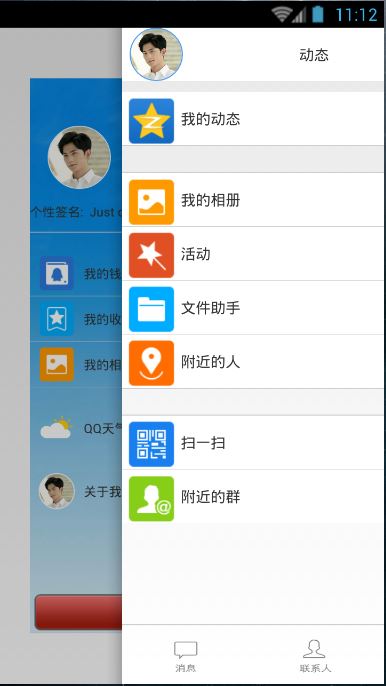 11:12
动态
我的动态
个性签名: Just
我的相册
活动
我的钱
文件助手
我的收
附近的人
我的相
扫一扫
QQ天气
附近的群
关于我
消息
联系人